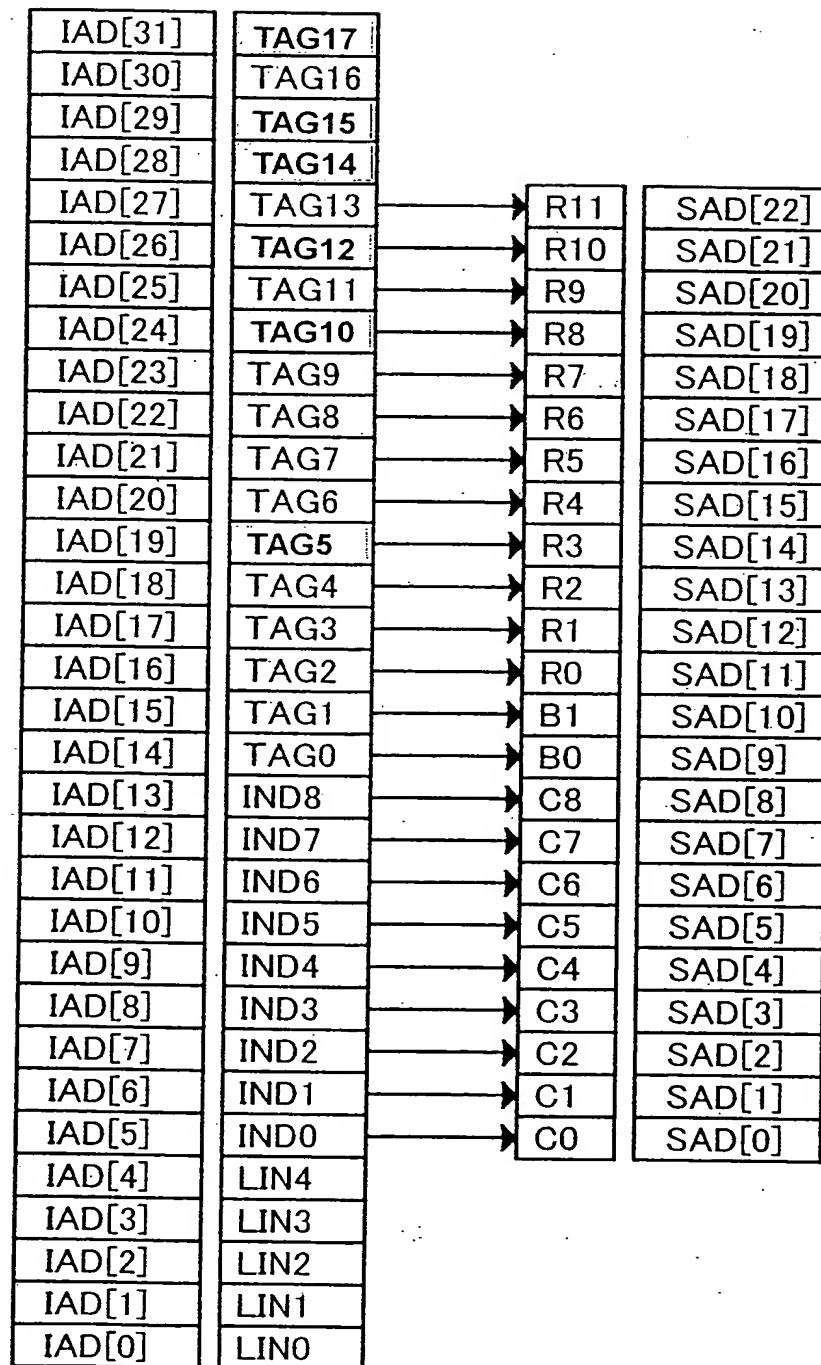 IAD[31] TAG17
IAD[30] TAG16
IAD[29] TAG15
IAD[28] TAG14
IAD[27] TAG13 R11 SAD[22]
IAD[26] TAG12 R10 SAD[21]
IAD[25] TAG11 R9 SAD[20]
IAD[24] TAG10 R8 SAD[19]
IAD[23] TAG9 R7 SAD[18]
IAD[22] TAG8 R6 SAD[17]
IAD[21] TAG7 R5 SAD[16]
IAD[20] TAG6 R4 SAD[15]
IAD[19] TAG5 R3 SAD[14]
IAD[18] TAG4 R2 SAD[13]
IAD[17] TAG3 R1 SAD[12]
IAD[16] TAG2 R0 SAD[11]
IAD[15] TAG1 B1 SAD[10]
IAD[14] TAG0 B0 SAD[9]
IAD[13] IND8 C8 SAD[8]
IAD[12] IND7 C7 SAD[7]
IAD[11] IND6 C6 SAD[6]
IAD[10] IND5 C5 SAD[5]
IAD[9] IND4 C4 SAD[4]
IAD[8] IND3 C3 SAD[3]
IAD[7] IND2 C2 SAD[2]
IAD[6] IND1 C1 SAD[1]
IAD[5] IND0 C0 SAD[0]
IAD[4] LIN4
IAD[3] LIN3
IAD[2] LIN2
IAD[1] LIN1
IAD[0] LIN0